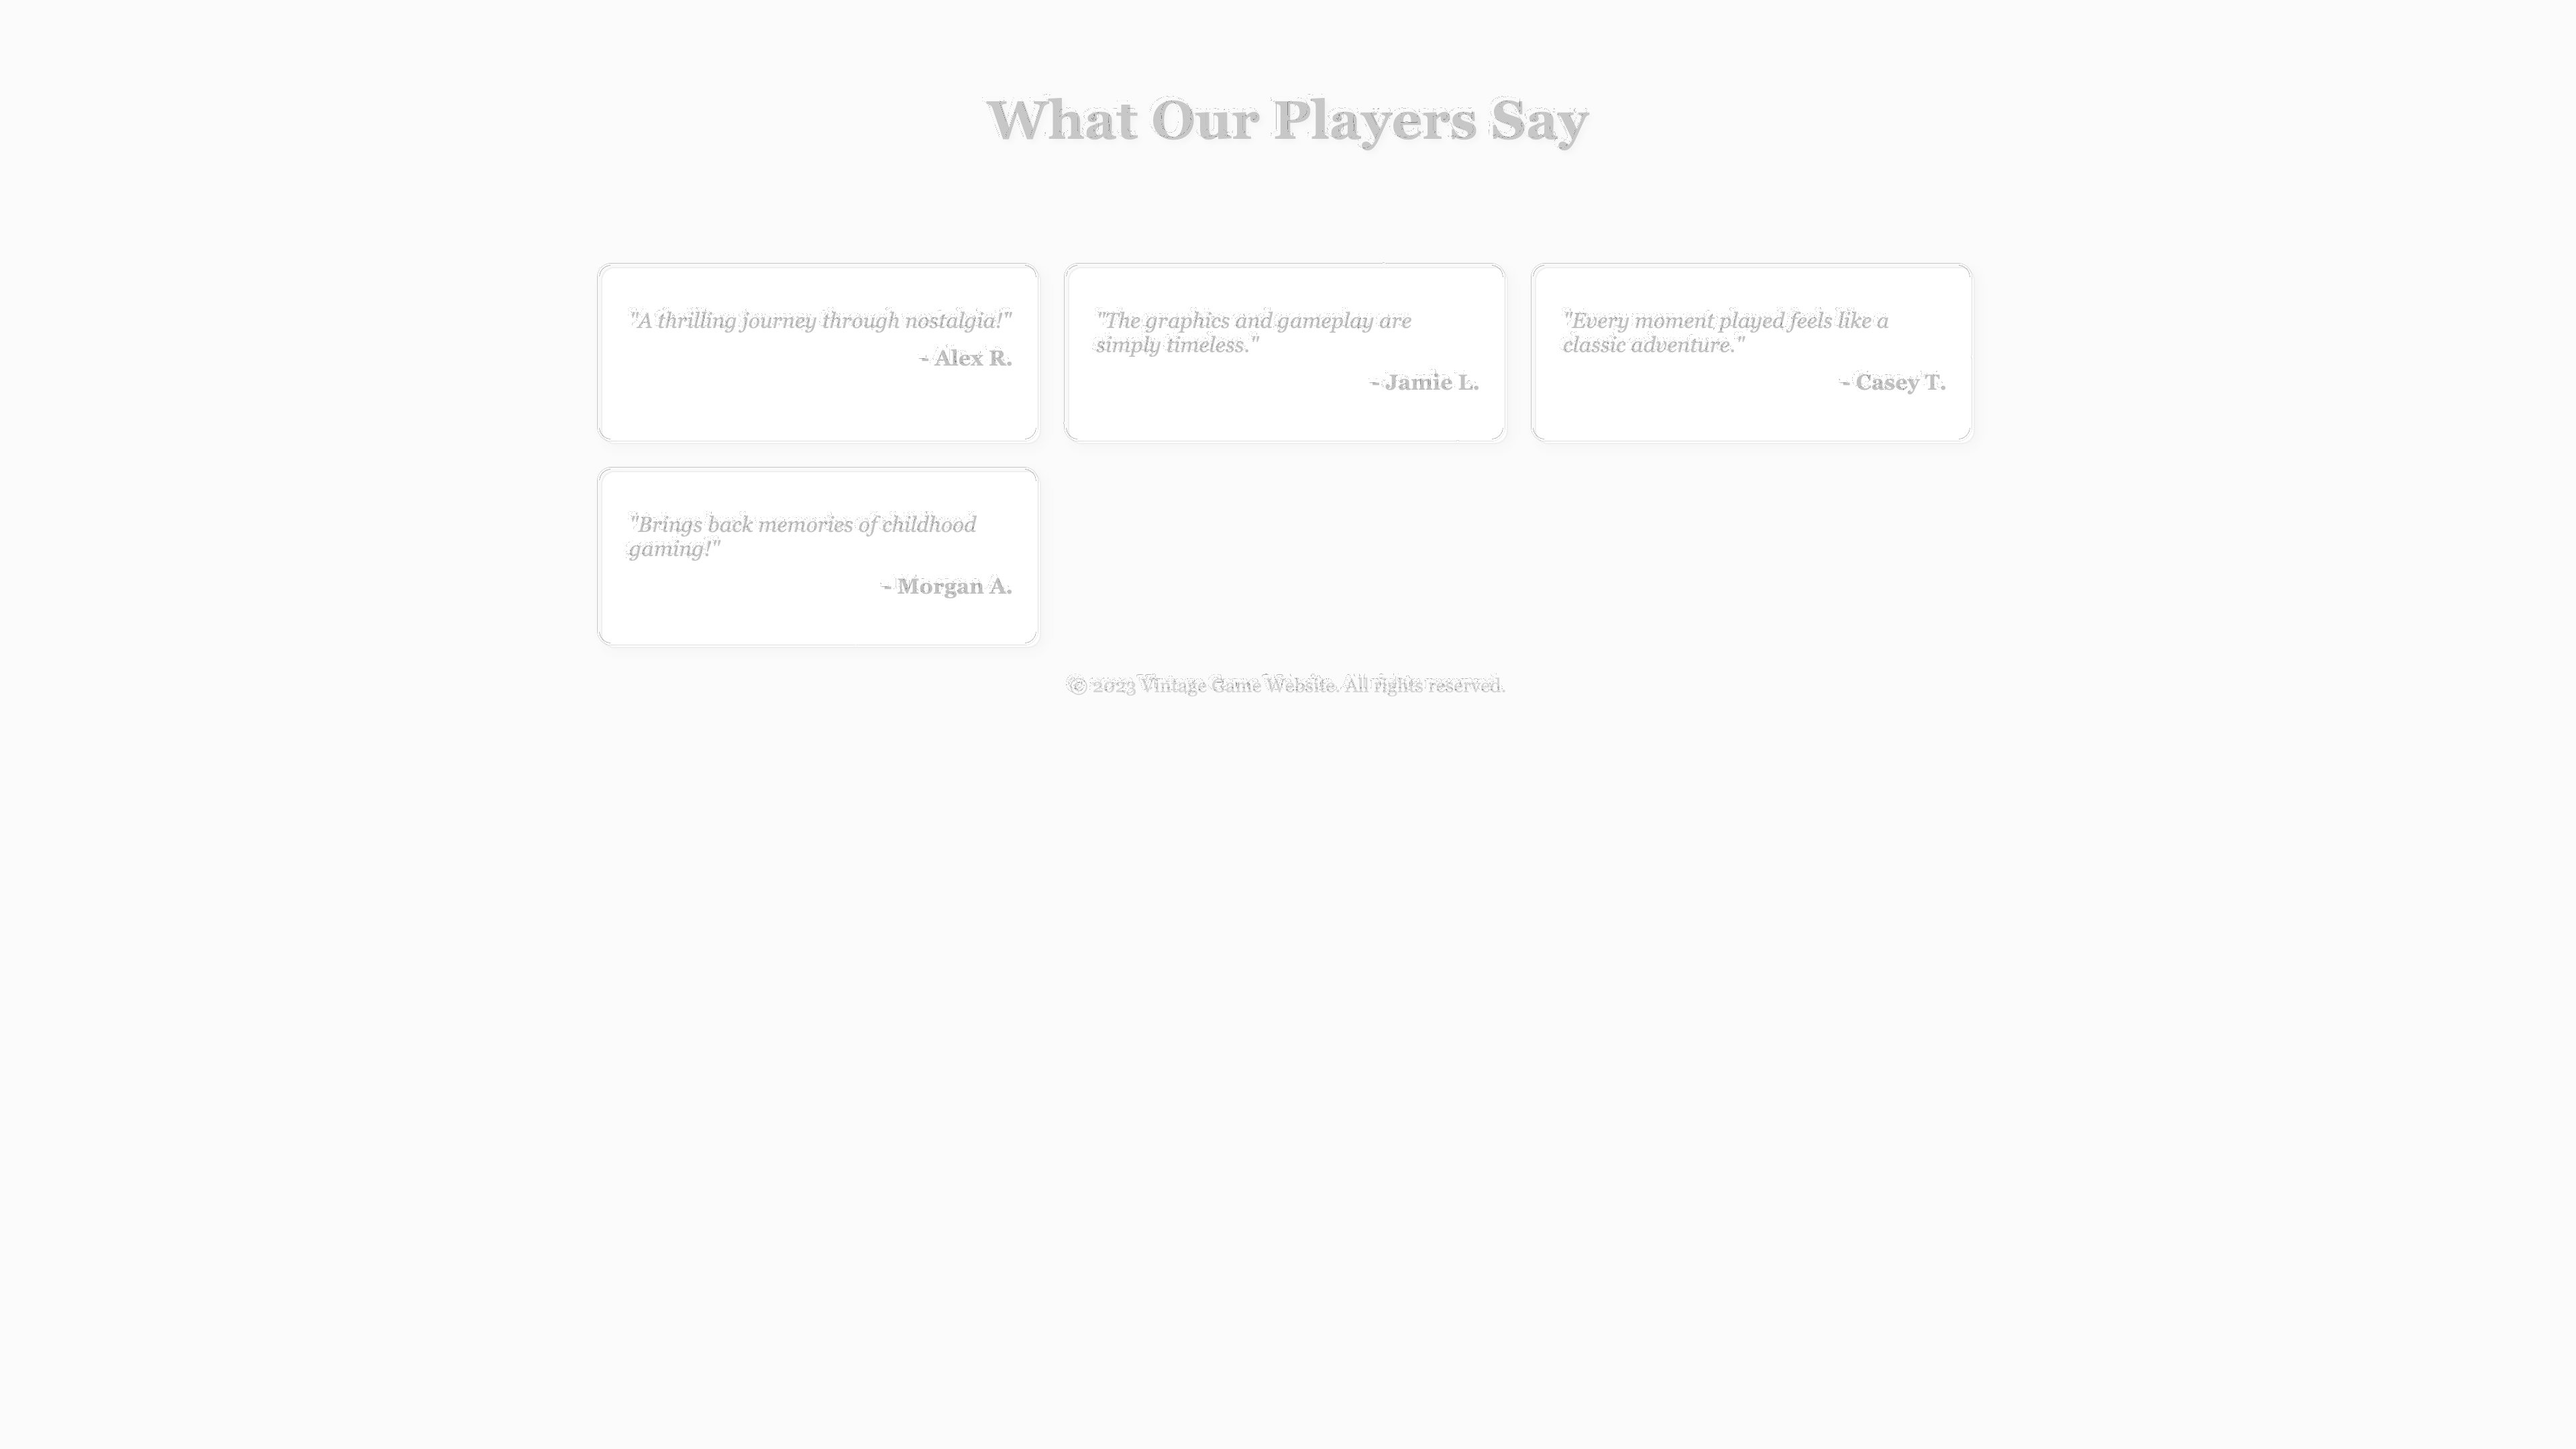 What Our Players Say
"A thrilling journey through nostalgia!"
- Alex R.
"The graphics and gameplay are
simply timeless."
- Jamie L.
"Every moment played feels like a
classic adventure."
- Casey T.
"Brings back memories of childhood
gaming!"
- Morgan A.
© 2023 Vintage Game Website. All rights reserved.